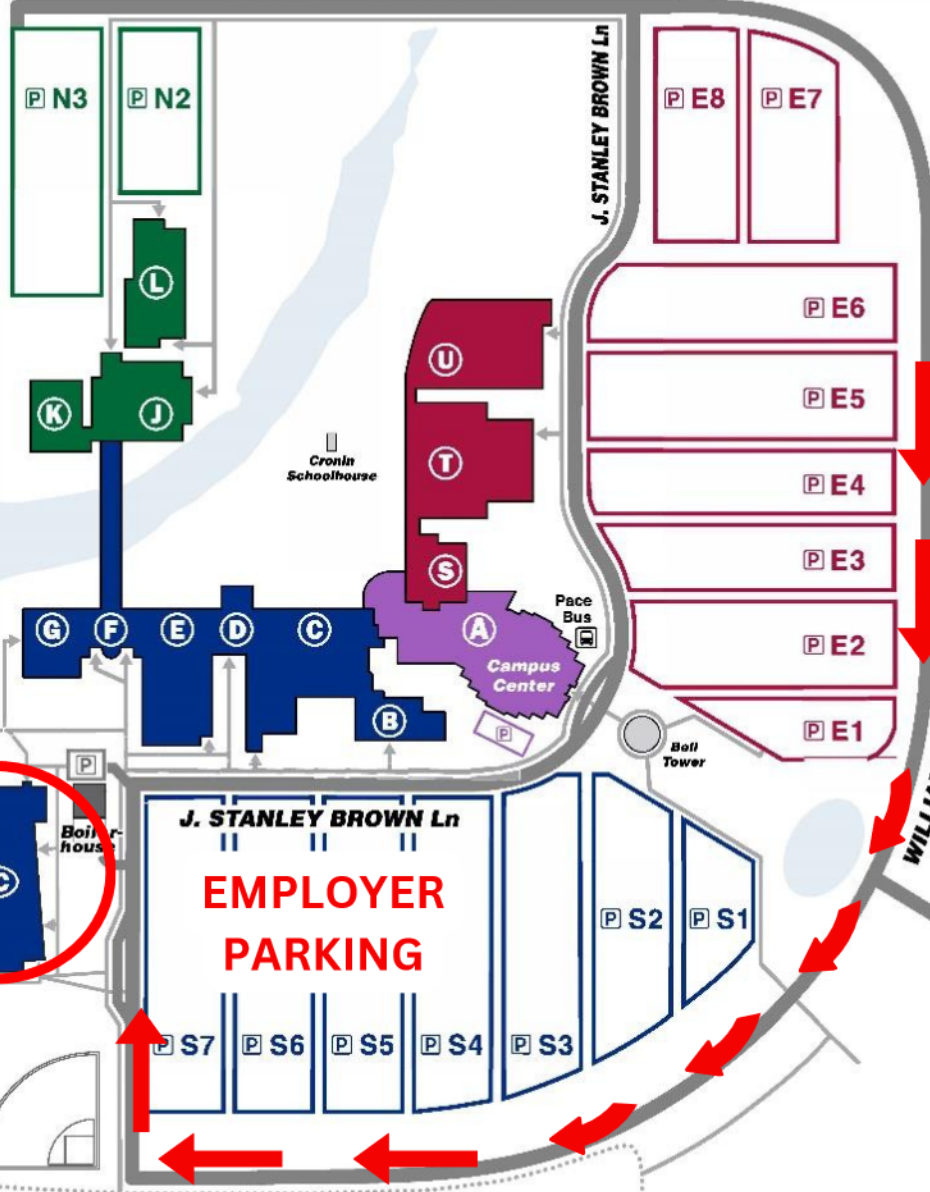 P N3
P N2
J. STANLEY BROWN Ln
P E8
P E7
L
P E6
U
K
J
P E5
Cronin
Schoolhouse
T
P E4
P E3
S
G
F
E
D
C
A
Pace
Bus
P E2
Campus
Center
B
P
P E1
Bell
Tower
P
J. STANLEY BROWN Ln
Boiler-
house
C
EMPLOYER
PARKING
P S2
P S1
P S7
P S6
P S5
P S4
P S3